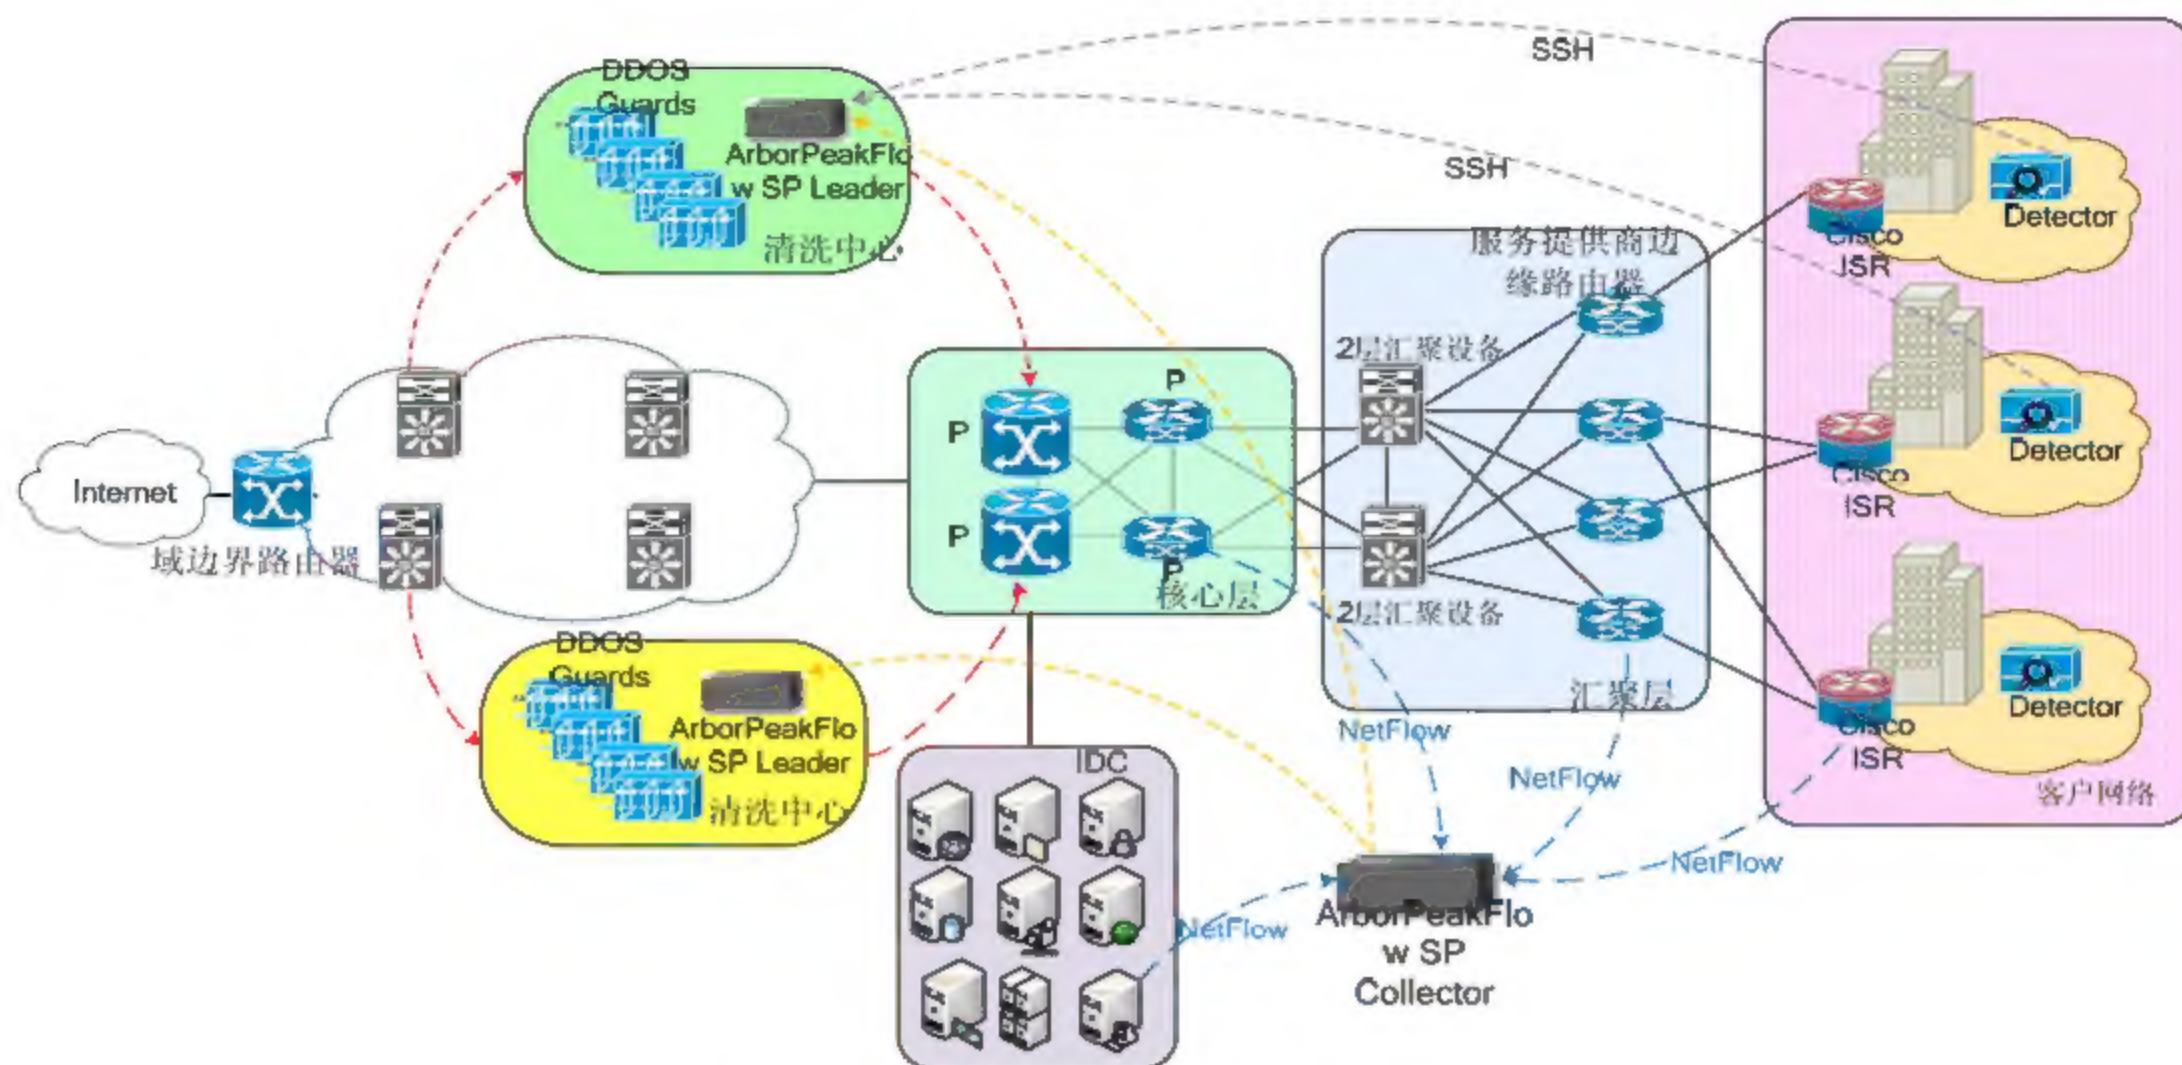 SSH
DDOS
Guards
ArborPeakFlo
w SP Leader
清洗中心
SSH
Detector
Cisco
ISR
服务提供商边
缘路由器
2层汇聚设备
P
P
Detector
Cisco
ISR
Internet
域边界路由器
P
P
核心层
2层汇聚设备
DDOS
Guards
ArborPeakFlo
w SP Leader
清洗中心
汇聚层
Detector
Cisco
ISR
客户网络
NetFlow
IDC
NetFlow
NetFlow
NetFlow
ArborPeakFlo
w SP
Collector